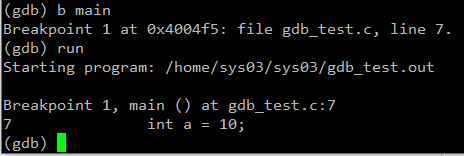 (gdb) b main
Breakpoint 1 at 0x4004f5: file gdb_test.c, line 7.
(gdb) run
Starting program: /home/sys03/sys03/gdb_test.out
Breakpoint 1, main () at gdb_test.c:7
7               int a = 10;
(gdb)